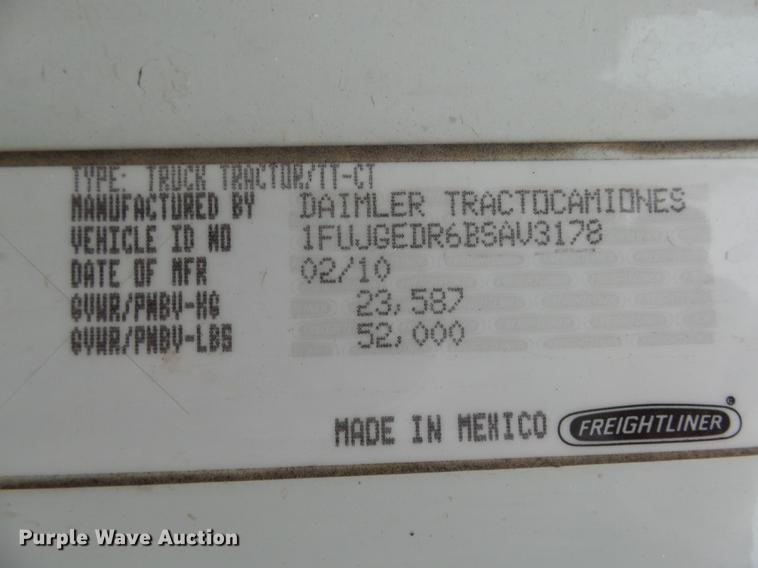 TYPE: TRUCK TRACTOR/TT-CT
MANUFACTURED BY DAIMLER TRACTOCAMIONES
VEHICLE ID NO 1FUJGEDR6BSAV3178
DATE OF MFR 02/10
GVWR/PNBV-KG 23,587
GVWR/PNBV-LBS 52,000
MADE IN MEXICO FREIGHTLINER®
Purple Wave Auction